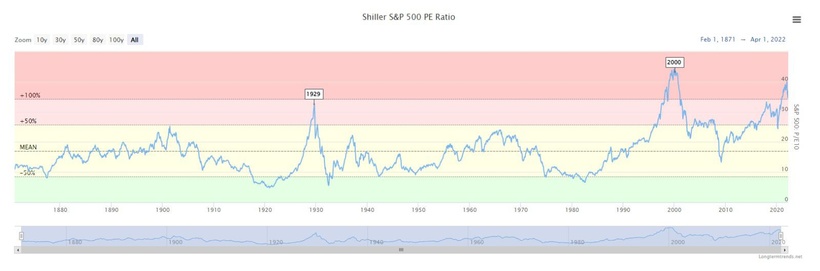 Shiller S&P 500 PE Ratio
Zoom 10y 30y 50y 80y 100y All
Feb 1, 1871 → Apr 1, 2022
2000
40
1929
+100%
30
+50%
20
MEAN
10
-50%
0
S&P 500: P/E 10
1880 1890 1900 1910 1920 1930 1940 1950 1960 1970 1980 1990 2000 2010 2020
1880 1900 1920 1940 1960 1980 2000 2020
Longtermtrends.net